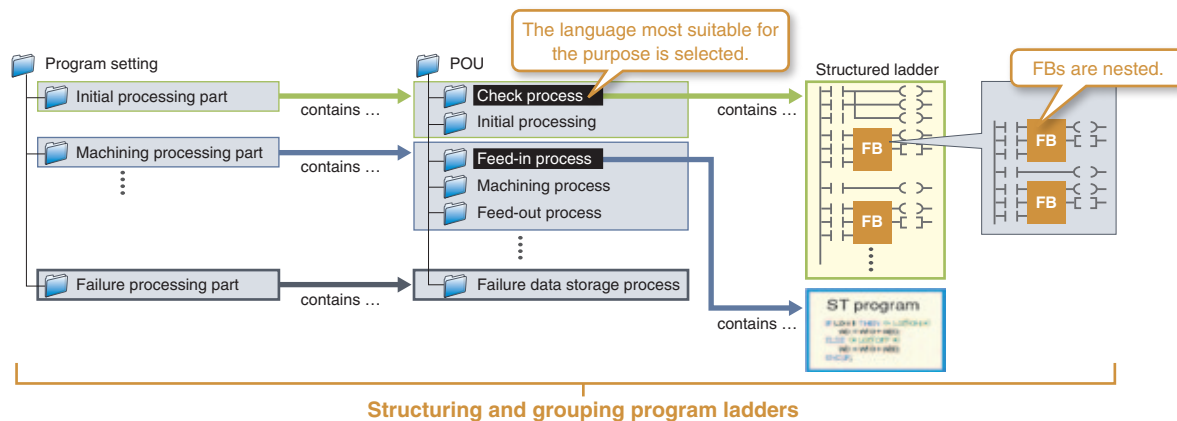 The language most suitable for
the purpose is selected.
Program setting
POU
Structured ladder
FBs are nested.
Initial processing part
contains …
Check process
contains …
Initial processing
Machining processing part
contains …
Feed-in process
Machining process
Feed-out process
FB
FB
FB
FB
Failure processing part
contains …
Failure data storage process
contains …
ST program
Structuring and grouping program ladders